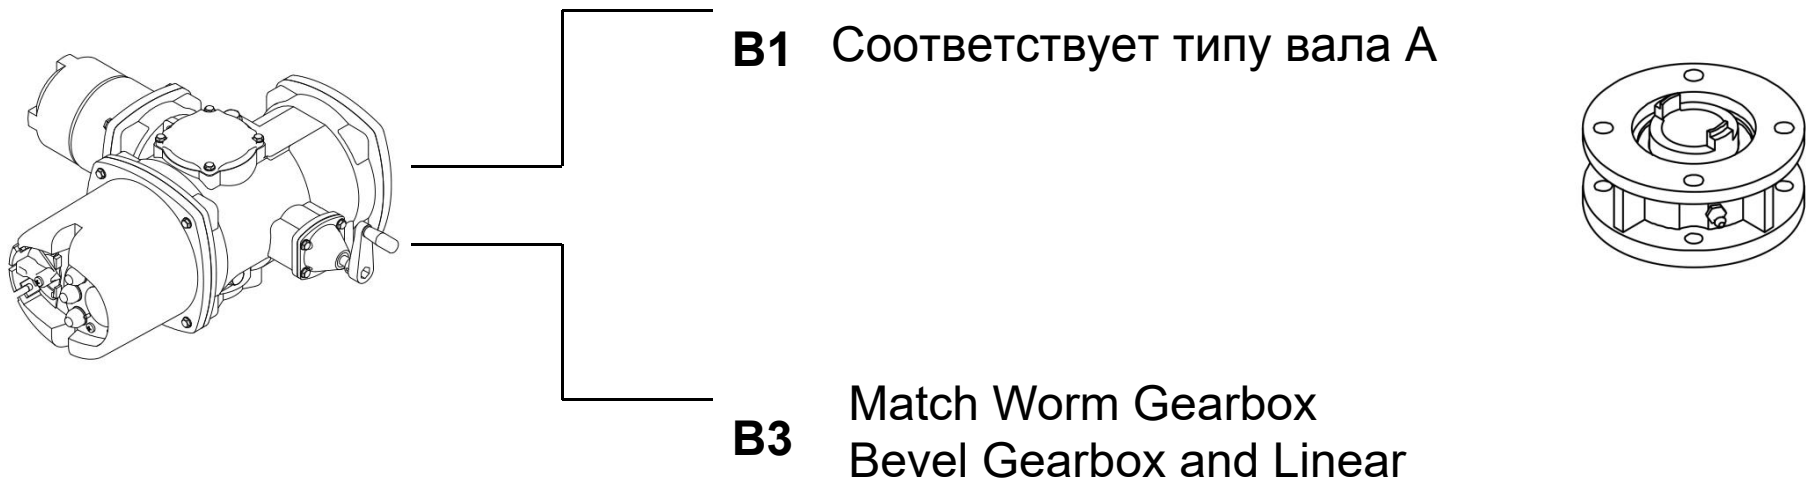 B1 Соответствует типу вала А
Match Worm Gearbox
B3 Bevel Gearbox and Linear